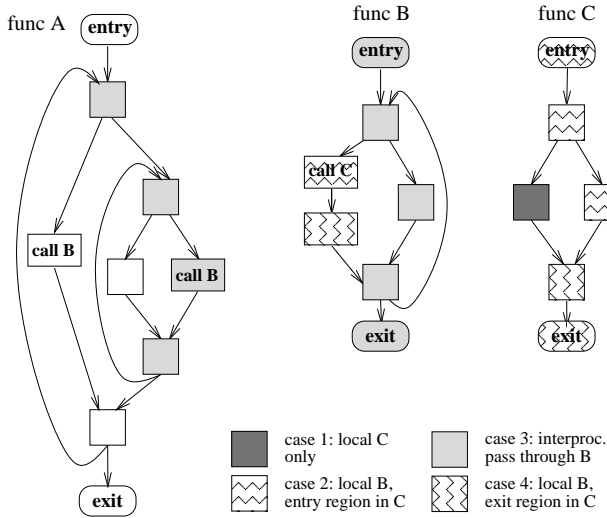 func A
entry
call B
call B
exit
func B
entry
call C
exit
func C
entry
exit
case 1: local C
only
case 2: local B,
entry region in C
case 3: interproc.
pass through B
case 4: local B,
exit region in C